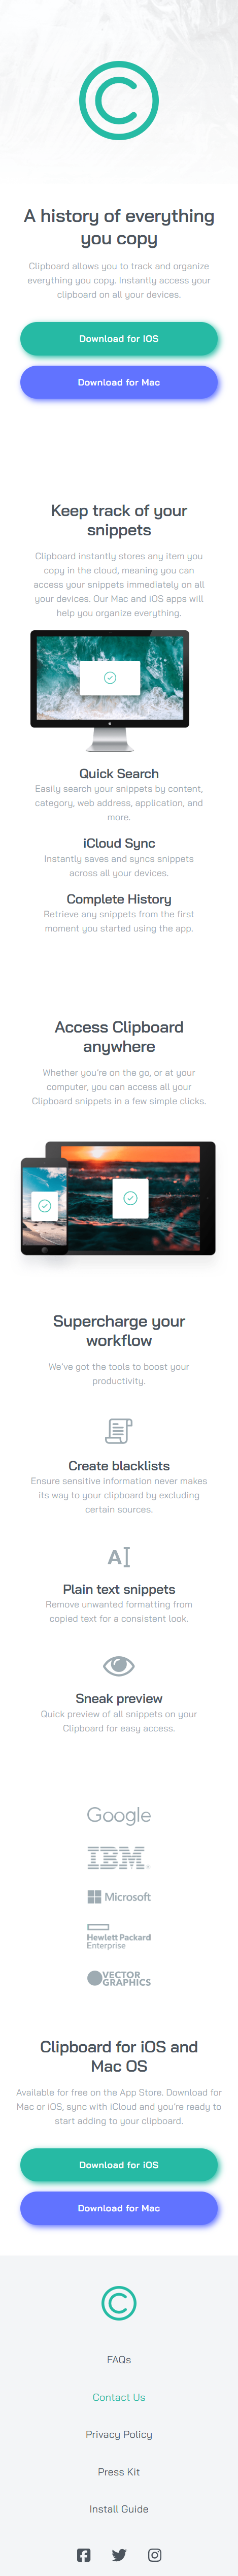 A history of everything
you copy
Clipboard allows you to track and organize
everything you copy. Instantly access your
clipboard on all your devices.
Download for iOS
Download for Mac
Keep track of your
snippets
Clipboard instantly stores any item you
copy in the cloud, meaning you can
access your snippets immediately on all
your devices. Our Mac and iOS apps will
help you organize everything.
Quick Search
Easily search your snippets by content,
category, web address, application, and
more.
iCloud Sync
Instantly saves and syncs snippets
across all your devices.
Complete History
Retrieve any snippets from the first
moment you started using the app.
Access Clipboard
anywhere
Whether you're on the go, or at your
computer, you can access all your
Clipboard snippets in a few simple clicks.
Supercharge your
workflow
We've got the tools to boost your
productivity.
Create blacklists
Ensure sensitive information never makes
its way to your clipboard by excluding
certain sources.
A
Plain text snippets
Remove unwanted formatting from
copied text for a consistent look.
Sneak preview
Quick preview of all snippets on your
Clipboard for easy access.
Google
IBM
Microsoft
Hewlett Packard
Enterprise
VECTOR
GRAPHICS
Clipboard for iOS and
Mac OS
Available for free on the App Store. Download for
Mac or iOS, sync with iCloud and you're ready to
start adding to your clipboard.
Download for iOS
Download for Mac
FAQs
Contact Us
Privacy Policy
Press Kit
Install Guide